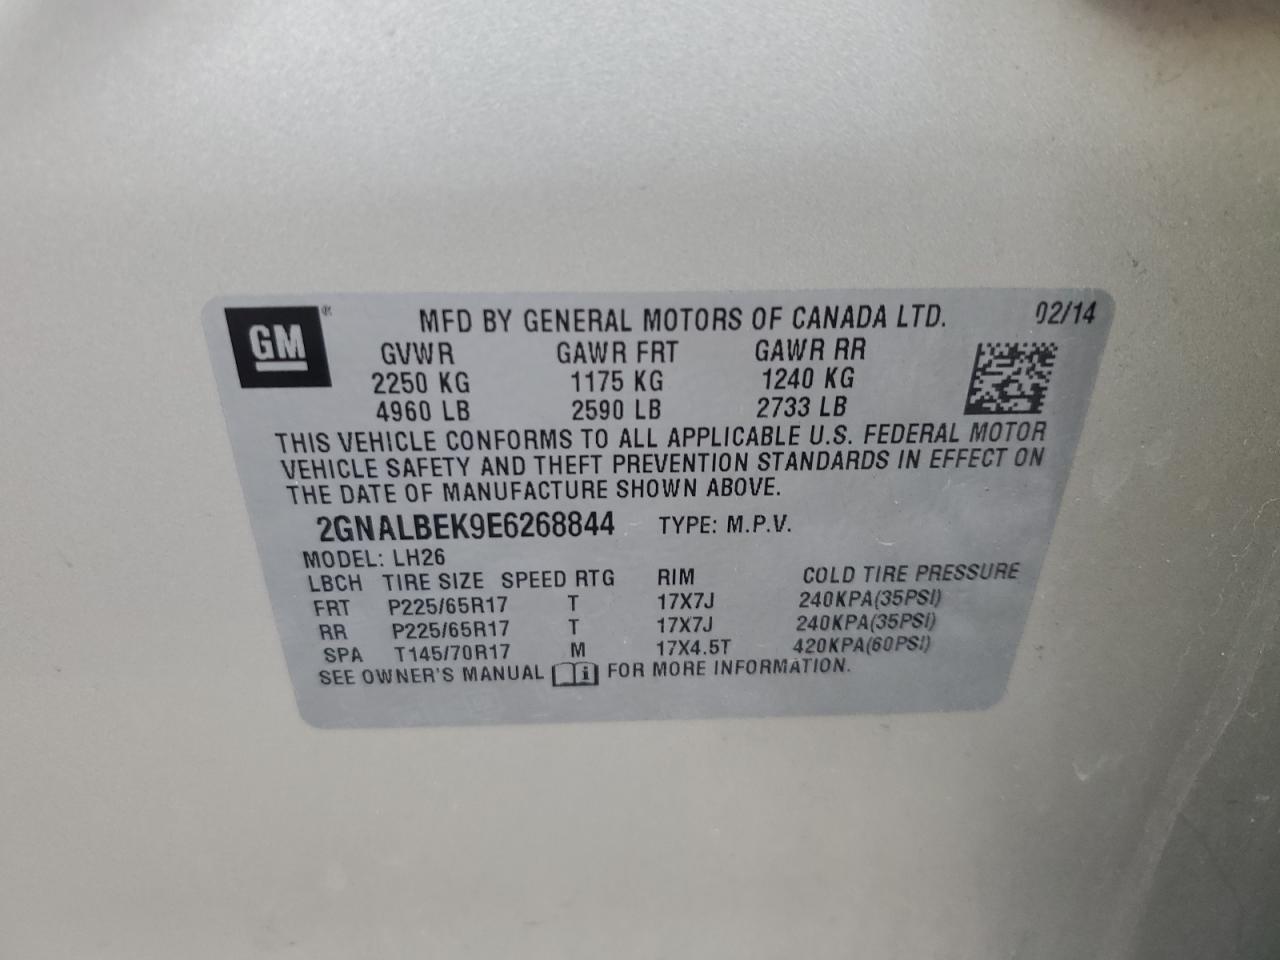 GM®
MFD BY GENERAL MOTORS OF CANADA LTD. 02/14
GVWR GAWR FRT GAWR RR
2250 KG 1175 KG 1240 KG
4960 LB 2590 LB 2733 LB
THIS VEHICLE CONFORMS TO ALL APPLICABLE U.S. FEDERAL MOTOR
VEHICLE SAFETY AND THEFT PREVENTION STANDARDS IN EFFECT ON
THE DATE OF MANUFACTURE SHOWN ABOVE.
2GNALBEK9E6268844 TYPE: M.P.V.
MODEL: LH26
LBCH TIRE SIZE SPEED RTG RIM COLD TIRE PRESSURE
FRT P225/65R17 T 17X7J 240KPA(35PSI)
RR P225/65R17 T 17X7J 240KPA(35PSI)
SPA T145/70R17 M 17X4.5T 420KPA(60PSI)
SEE OWNER'S MANUAL i FOR MORE INFORMATION.